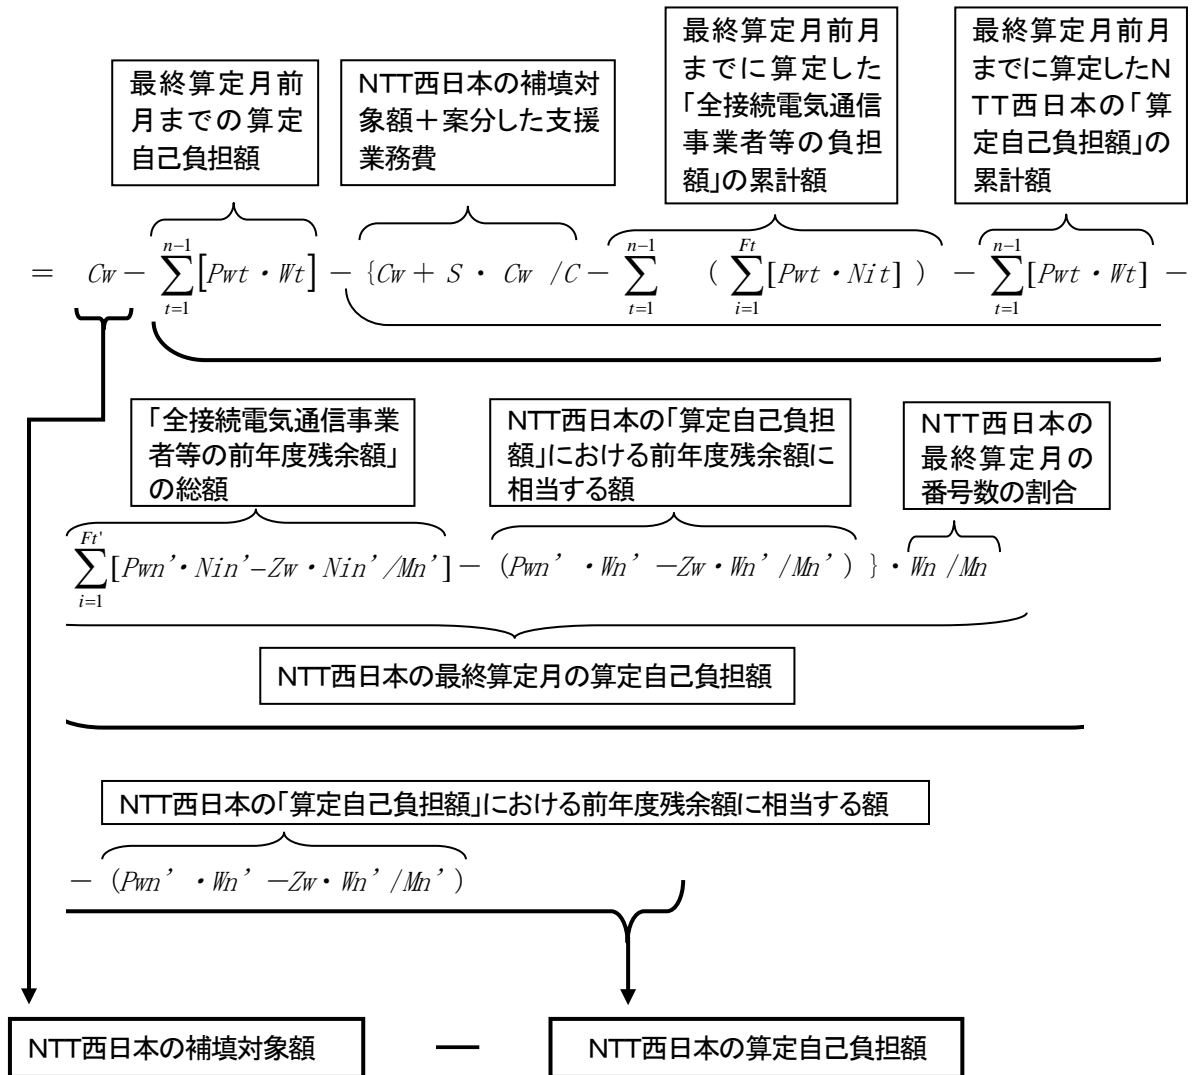 最終算定月前
月までの算定
自己負担額
NTT西日本の補填対
象額＋案分した支援
業務費
最終算定月前月
までに算定した
「全接続電気通信
事業者等の負担
額」の累計額
最終算定月前月
までに算定したN
TT西日本の「算
定自己負担額」の
累計額
＝ Cw－∑_{t=1}^{n−1}[Pwt・Wt]－{Cw＋S・Cw/C－∑_{t=1}^{n−1}(∑_{i=1}^{Ft}[Pwt・Nit])－∑_{t=1}^{n−1}[Pwt・Wt]－
「全接続電気通信事業
者等の前年度残余額」
の総額
NTT西日本の「算定自己負担
額」における前年度残余額に
相当する額
NTT西日本の
最終算定月の
番号数の割合
∑_{i=1}^{Ft'}[Pwn’・Nin’−Zw・Nin’/Mn’]－(Pwn’・Wn’－Zw・Wn’/Mn’)}・Wn/Mn
NTT西日本の最終算定月の算定自己負担額
NTT西日本の「算定自己負担額」における前年度残余額に相当する額
－(Pwn’・Wn’－Zw・Wn’/Mn’)
NTT西日本の補填対象額 － NTT西日本の算定自己負担額